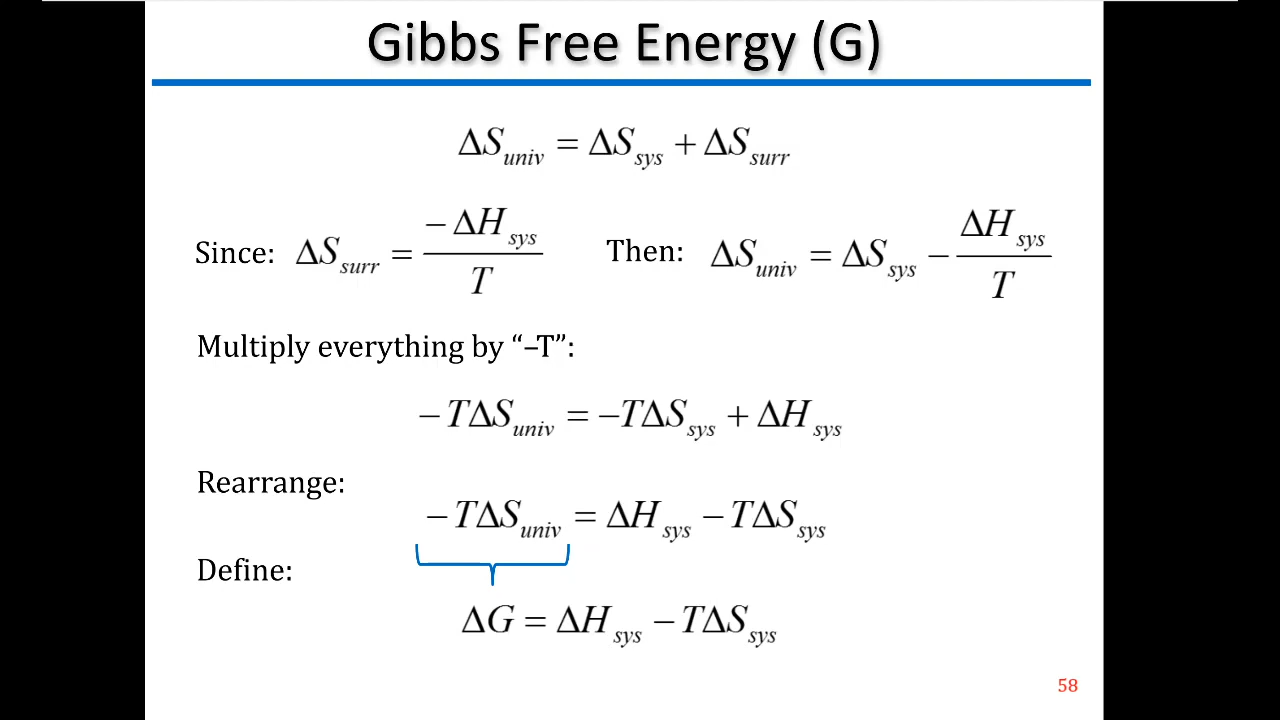 Gibbs Free Energy (G)
ΔS_univ = ΔS_sys + ΔS_surr
Since: ΔS_surr = −ΔH_sys / T Then: ΔS_univ = ΔS_sys − ΔH_sys / T
Multiply everything by “–T”:
−TΔS_univ = −TΔS_sys + ΔH_sys
Rearrange:
−TΔS_univ = ΔH_sys − TΔS_sys
Define:
ΔG = ΔH_sys − TΔS_sys
58